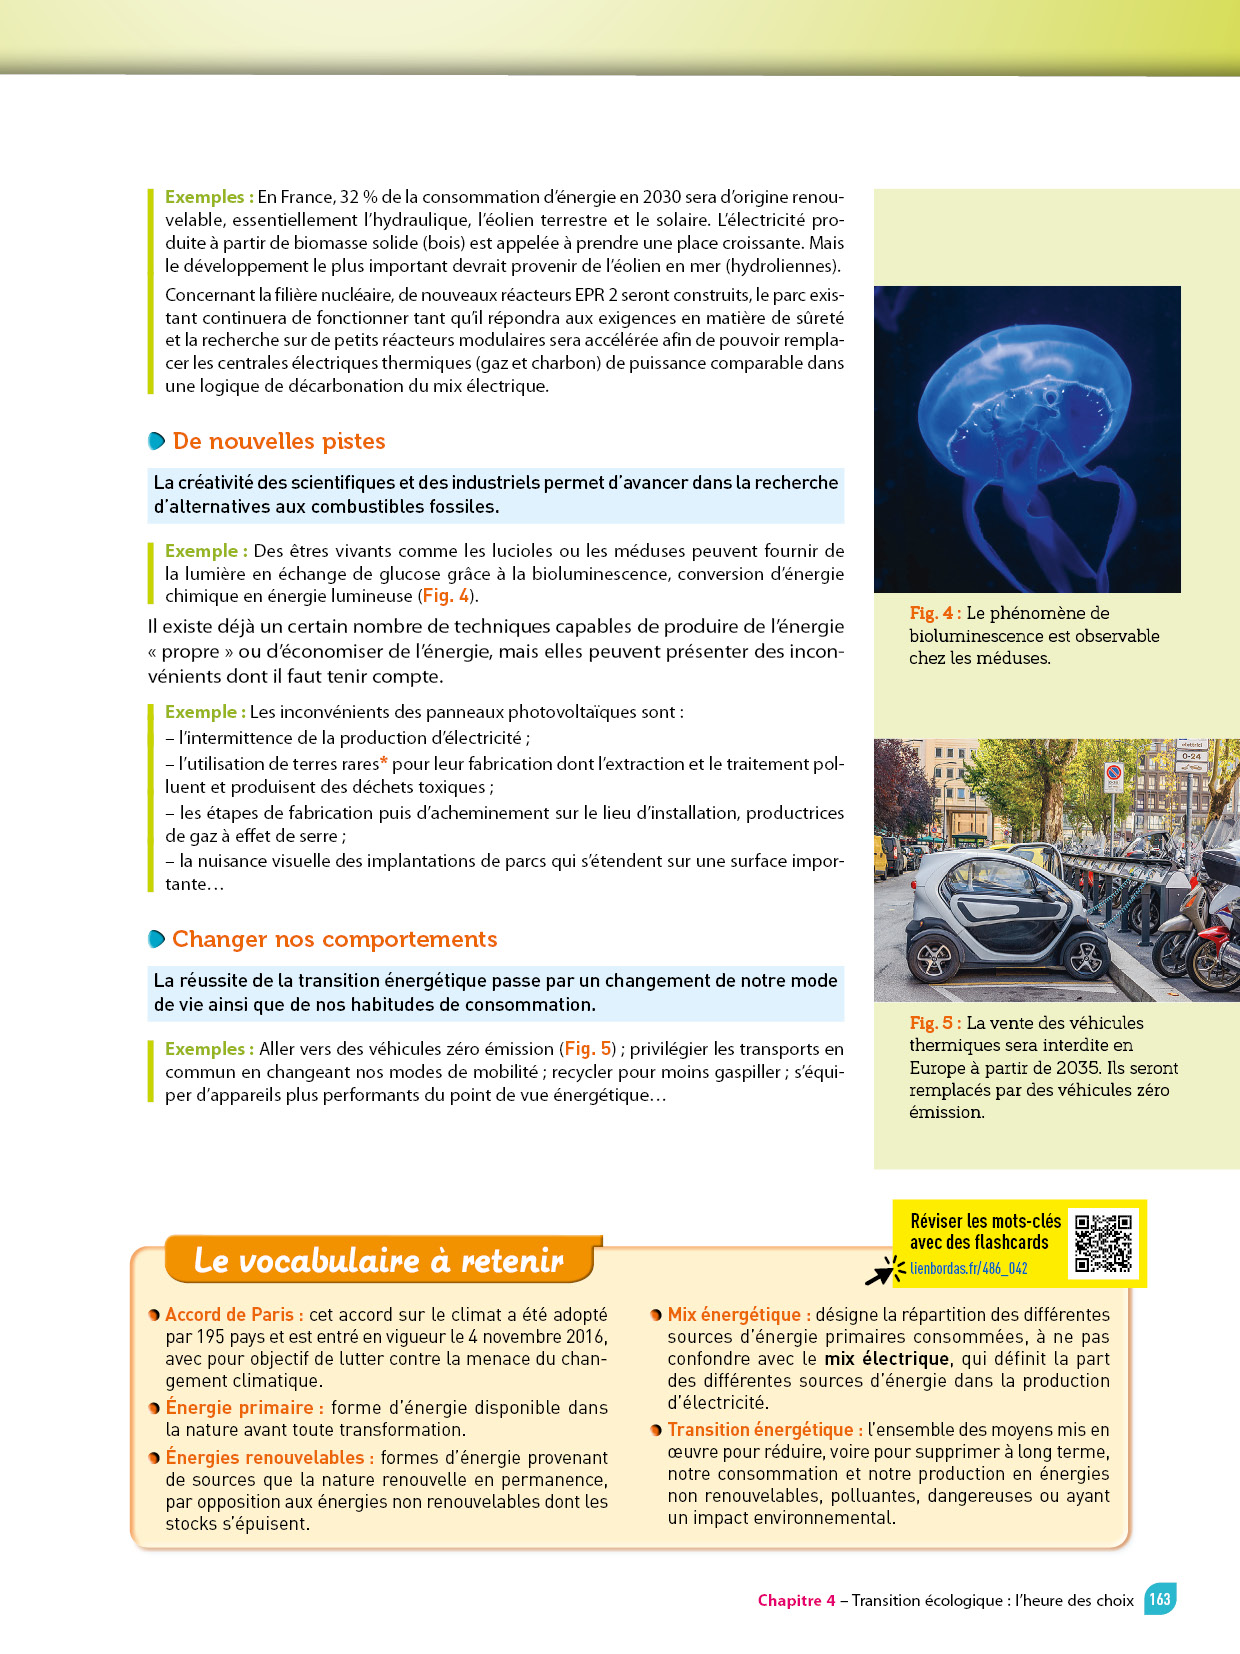 Exemples : En France, 32 % de la consommation d’énergie en 2030 sera d’origine renou-
velable, essentiellement l’hydraulique, l’éolien terrestre et le solaire. L’électricité pro-
duite à partir de biomasse solide (bois) est appelée à prendre une place croissante. Mais
le développement le plus important devrait provenir de l’éolien en mer (hydroliennes).
Concernant la filière nucléaire, de nouveaux réacteurs EPR 2 seront construits, le parc exis-
tant continuera de fonctionner tant qu’il répondra aux exigences en matière de sûreté
et la recherche sur de petits réacteurs modulaires sera accélérée afin de pouvoir rempla-
cer les centrales électriques thermiques (gaz et charbon) de puissance comparable dans
une logique de décarbonation du mix électrique.
De nouvelles pistes
La créativité des scientifiques et des industriels permet d’avancer dans la recherche
d’alternatives aux combustibles fossiles.
Exemple : Des êtres vivants comme les lucioles ou les méduses peuvent fournir de
la lumière en échange de glucose grâce à la bioluminescence, conversion d’énergie
chimique en énergie lumineuse (Fig. 4).
Il existe déjà un certain nombre de techniques capables de produire de l’énergie
« propre » ou d’économiser de l’énergie, mais elles peuvent présenter des incon-
vénients dont il faut tenir compte.
Exemple : Les inconvénients des panneaux photovoltaïques sont :
– l’intermittence de la production d’électricité ;
– l’utilisation de terres rares* pour leur fabrication dont l’extraction et le traitement pol-
luent et produisent des déchets toxiques ;
– les étapes de fabrication puis d’acheminement sur le lieu d’installation, productrices
de gaz à effet de serre ;
– la nuisance visuelle des implantations de parcs qui s’étendent sur une surface impor-
tante…
Changer nos comportements
La réussite de la transition énergétique passe par un changement de notre mode
de vie ainsi que de nos habitudes de consommation.
Exemples : Aller vers des véhicules zéro émission (Fig. 5) ; privilégier les transports en
commun en changeant nos modes de mobilité ; recycler pour moins gaspiller ; s’équi-
per d’appareils plus performants du point de vue énergétique…
Fig. 4 : Le phénomène de
bioluminescence est observable
chez les méduses.
elettrici
0-24
Fig. 5 : La vente des véhicules
thermiques sera interdite en
Europe à partir de 2035. Ils seront
remplacés par des véhicules zéro
émission.
Réviser les mots-clés
avec des flashcards
lienbordas.fr/486_042
Le vocabulaire à retenir
Accord de Paris : cet accord sur le climat a été adopté
par 195 pays et est entré en vigueur le 4 novembre 2016,
avec pour objectif de lutter contre la menace du chan-
gement climatique.
Énergie primaire : forme d’énergie disponible dans
la nature avant toute transformation.
Énergies renouvelables : formes d’énergie provenant
de sources que la nature renouvelle en permanence,
par opposition aux énergies non renouvelables dont les
stocks s’épuisent.
Mix énergétique : désigne la répartition des différentes
sources d’énergie primaires consommées, à ne pas
confondre avec le mix électrique, qui définit la part
des différentes sources d’énergie dans la production
d’électricité.
Transition énergétique : l’ensemble des moyens mis en
œuvre pour réduire, voire pour supprimer à long terme,
notre consommation et notre production en énergies
non renouvelables, polluantes, dangereuses ou ayant
un impact environnemental.
Chapitre 4 – Transition écologique : l’heure des choix 163